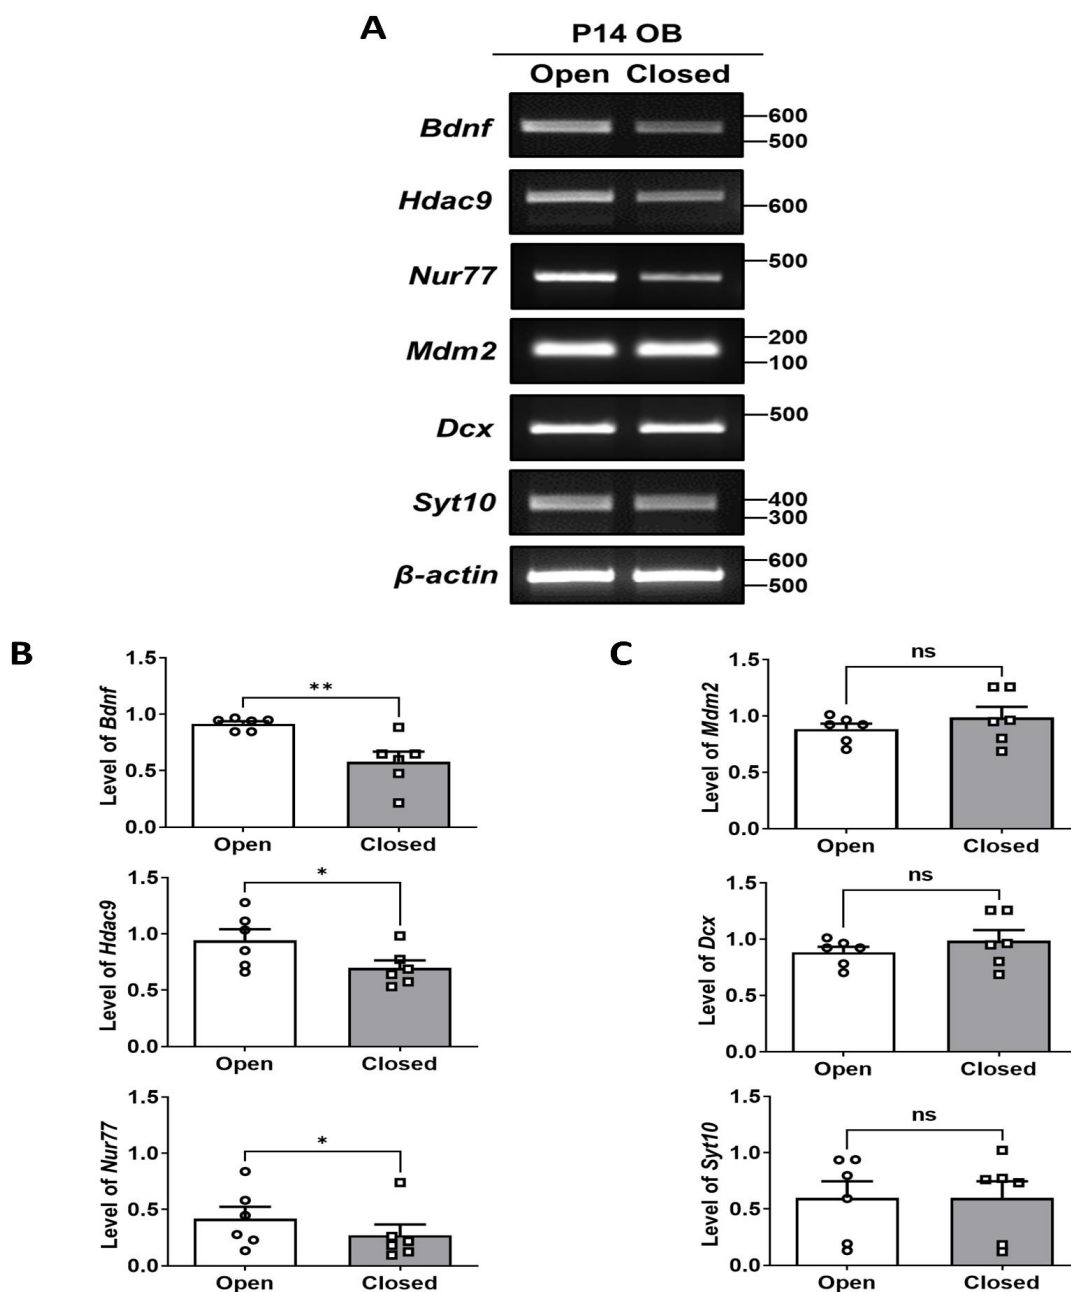 A
P14 OB
Open Closed
Bdnf
600
500
Hdac9
600
Nur77
500
Mdm2
200
100
Dcx
500
Syt10
400
300
β-actin
600
500
B
Level of Bdnf
1.5
1.0
0.5
0.0
**
Open Closed
Level of Hdac9
1.5
1.0
0.5
0.0
*
Open Closed
Level of Nur77
1.5
1.0
0.5
0.0
*
Open Closed
C
Level of Mdm2
1.5
1.0
0.5
0.0
ns
Open Closed
Level of Dcx
1.5
1.0
0.5
0.0
ns
Open Closed
Level of Syt10
1.5
1.0
0.5
0.0
ns
Open Closed